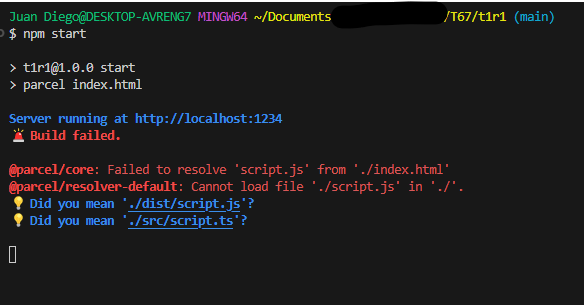 Juan Diego@DESKTOP-AVRENG7 MINGW64 ~/Documents /T67/t1r1 (main)
$ npm start
> t1r1@1.0.0 start
> parcel index.html
Server running at http://localhost:1234
🚨 Build failed.
@parcel/core: Failed to resolve 'script.js' from './index.html'
@parcel/resolver-default: Cannot load file './script.js' in './'.
💡 Did you mean './dist/script.js'?
💡 Did you mean './src/script.ts'?